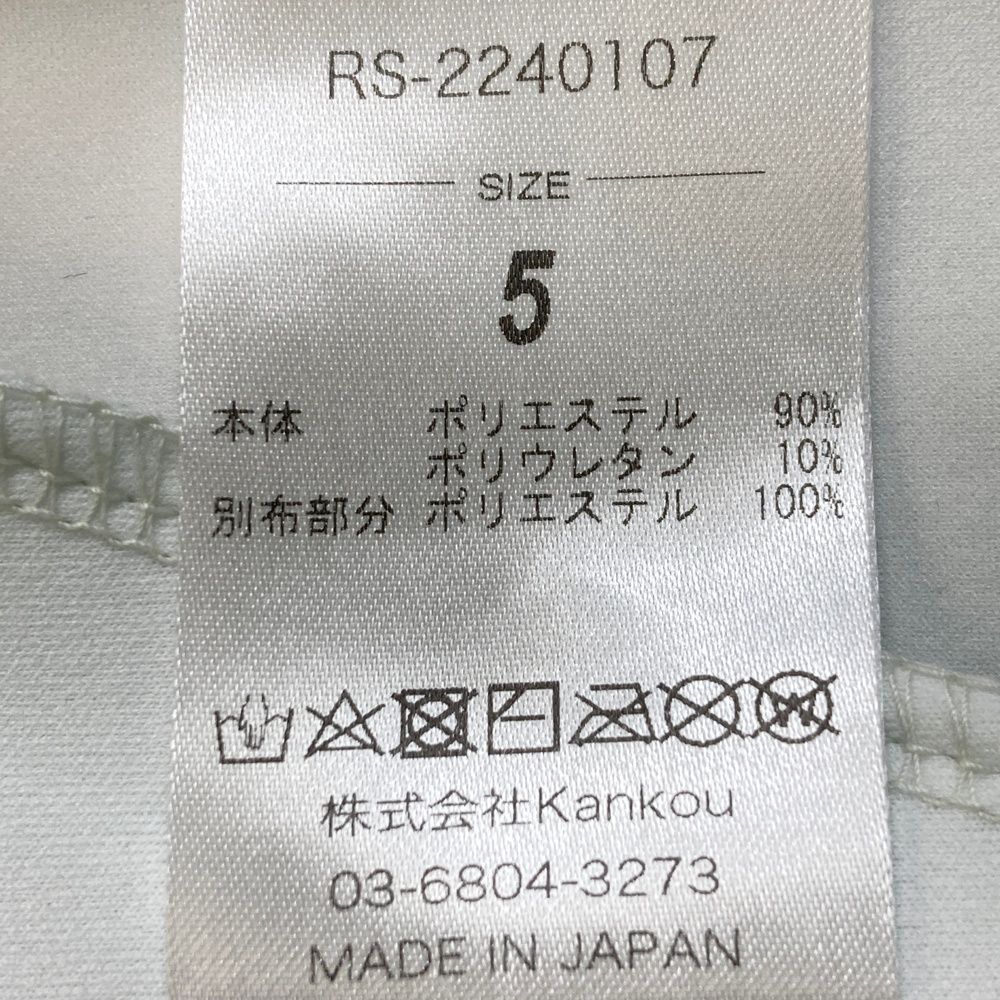 RS-2240107
SIZE
5
本体 ポリエステル 90%
ポリウレタン 10%
別布部分 ポリエステル 100%
W
株式会社Kankou
03-6804-3273
MADE IN JAPAN